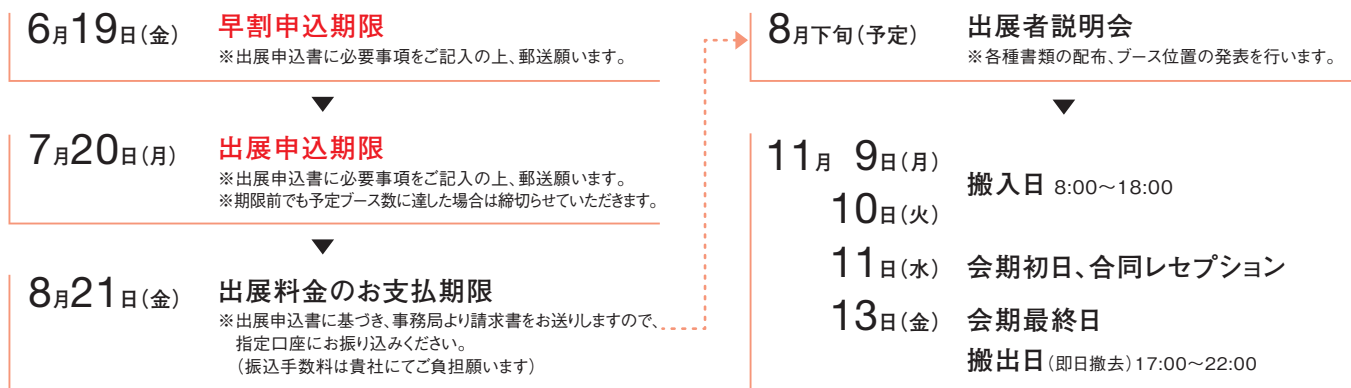 6月19日(金) 早割申込期限
※出展申込書に必要事項をご記入の上、郵送願います。
▼
7月20日(月) 出展申込期限
※出展申込書に必要事項をご記入の上、郵送願います。
※期限前でも予定ブース数に達した場合は締切らせていただきます。
▼
8月21日(金) 出展料金のお支払期限
※出展申込書に基づき、事務局より請求書をお送りしますので、
指定口座にお振り込みください。
(振込手数料は貴社にてご負担願います)
8月下旬(予定) 出展者説明会
※各種書類の配布、ブース位置の発表を行います。
▼
11月 9日(月)
搬入日 8:00〜18:00
10日(火)
11日(水) 会期初日、合同レセプション
13日(金) 会期最終日
搬出日(即日撤去)17:00〜22:00